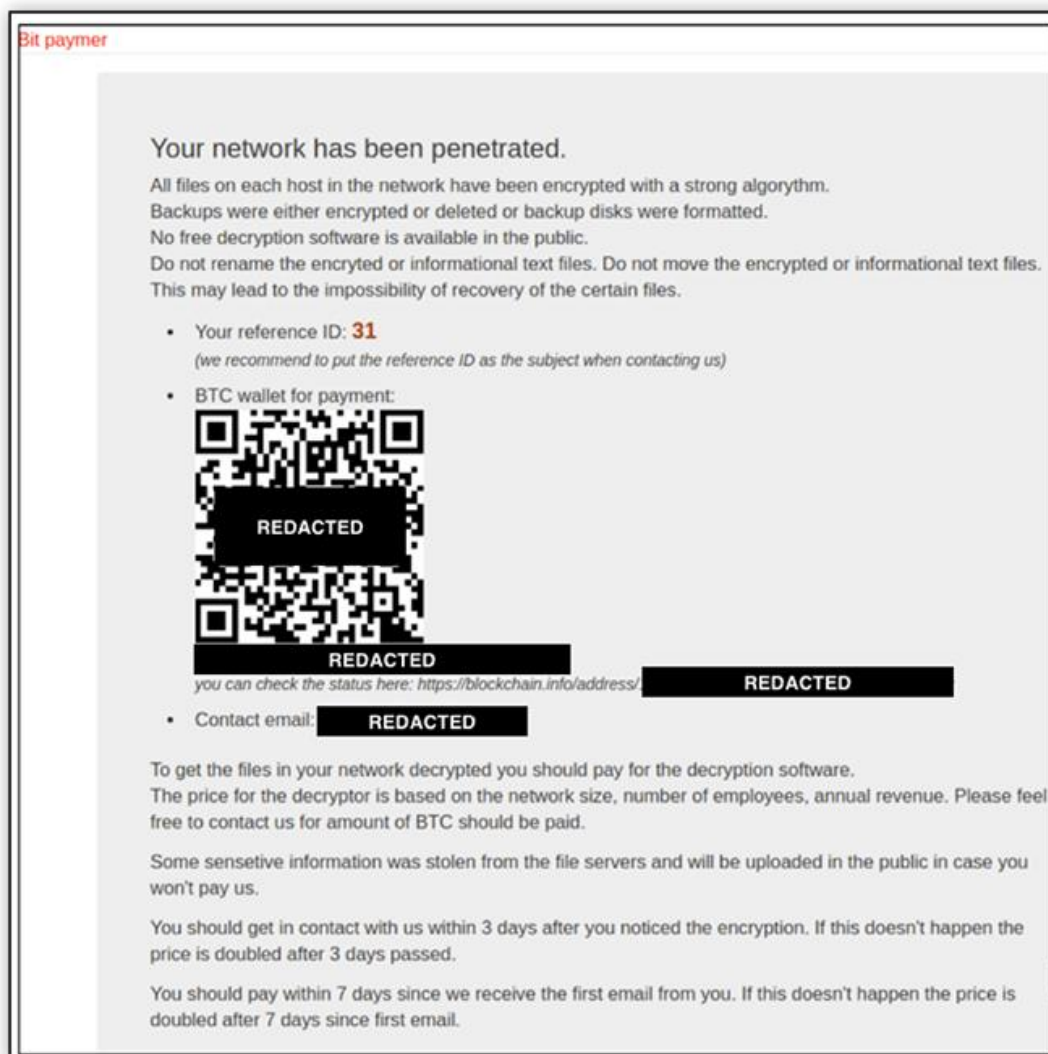 Bit paymer
Your network has been penetrated.
All files on each host in the network have been encrypted with a strong algorythm.
Backups were either encrypted or deleted or backup disks were formatted.
No free decryption software is available in the public.
Do not rename the encryted or informational text files. Do not move the encrypted or informational text files.
This may lead to the impossibility of recovery of the certain files.
• Your reference ID: 31
(we recommend to put the reference ID as the subject when contacting us)
• BTC wallet for payment:
REDACTED
REDACTED
you can check the status here: https://blockchain.info/address/ REDACTED
• Contact email: REDACTED
To get the files in your network decrypted you should pay for the decryption software.
The price for the decryptor is based on the network size, number of employees, annual revenue. Please feel
free to contact us for amount of BTC should be paid.
Some sensetive information was stolen from the file servers and will be uploaded in the public in case you
won't pay us.
You should get in contact with us within 3 days after you noticed the encryption. If this doesn't happen the
price is doubled after 3 days passed.
You should pay within 7 days since we receive the first email from you. If this doesn't happen the price is
doubled after 7 days since first email.